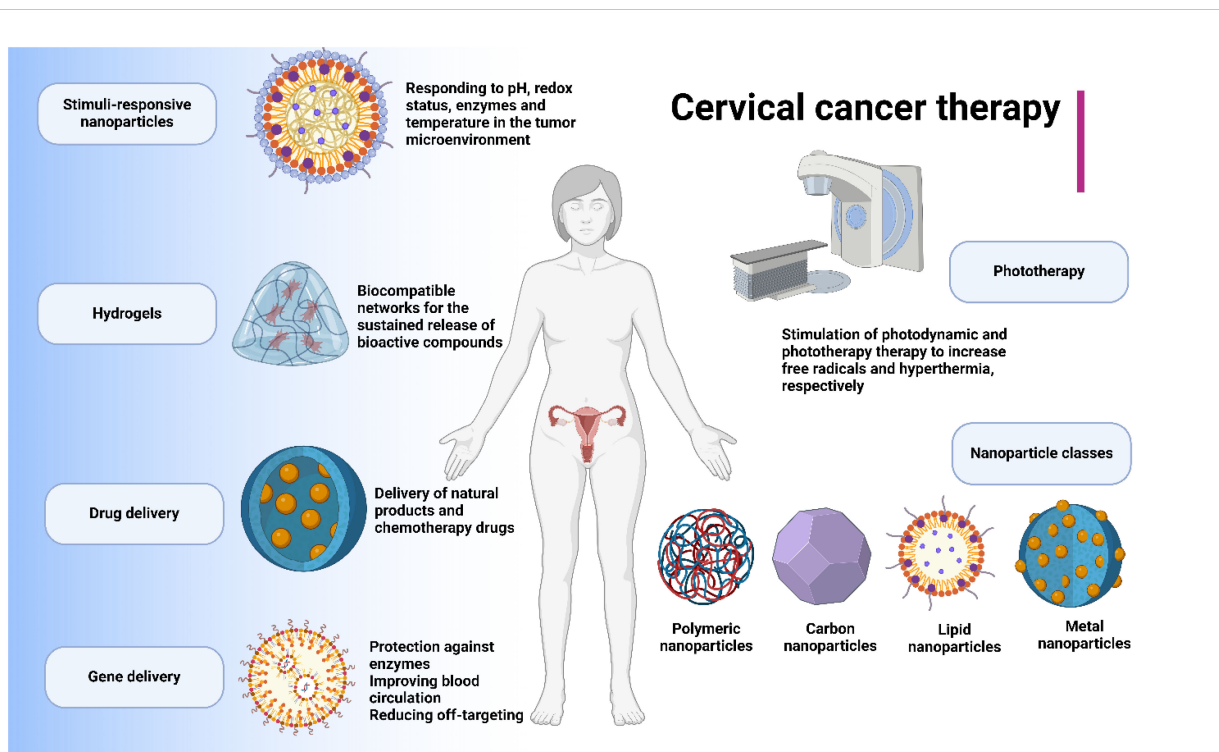 Cervical cancer therapy
Stimuli-responsive
nanoparticles
Responding to pH, redox
status, enzymes and
temperature in the tumor
microenvironment
Hydrogels
Biocompatible
networks for the
sustained release of
bioactive compounds
Drug delivery
Delivery of natural
products and
chemotherapy drugs
Gene delivery
Protection against
enzymes
Improving blood
circulation
Reducing off-targeting
Phototherapy
Stimulation of photodynamic and
phototherapy therapy to increase
free radicals and hyperthermia,
respectively
Nanoparticle classes
Polymeric
nanoparticles
Carbon
nanoparticles
Lipid
nanoparticles
Metal
nanoparticles